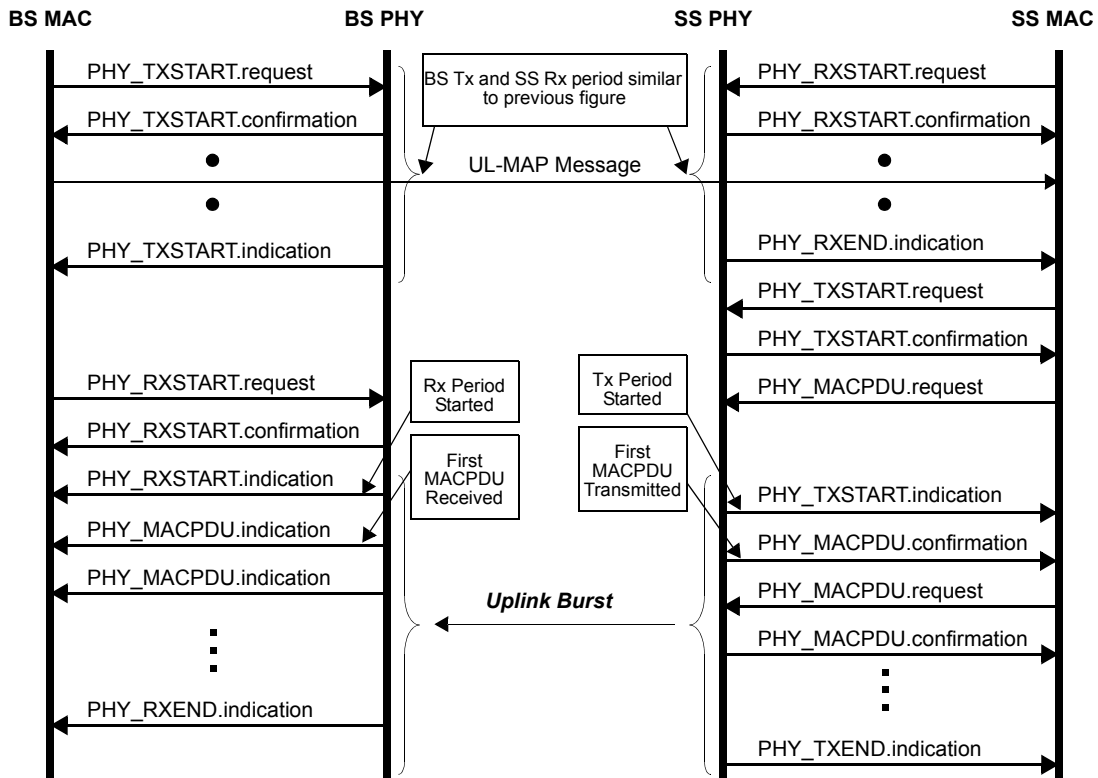 BS MAC
BS PHY
SS PHY
SS MAC
PHY_TXSTART.request
BS Tx and SS Rx period similar
to previous figure
PHY_RXSTART.request
PHY_TXSTART.confirmation
PHY_RXSTART.confirmation
UL-MAP Message
PHY_TXSTART.indication
PHY_RXEND.indication
PHY_TXSTART.request
PHY_TXSTART.confirmation
PHY_RXSTART.request
Rx Period
Started
Tx Period
Started
PHY_MACPDU.request
PHY_RXSTART.confirmation
First
MACPDU
Received
First
MACPDU
Transmitted
PHY_RXSTART.indication
PHY_TXSTART.indication
PHY_MACPDU.indication
PHY_MACPDU.confirmation
PHY_MACPDU.indication
Uplink Burst
PHY_MACPDU.request
PHY_MACPDU.confirmation
PHY_RXEND.indication
PHY_TXEND.indication